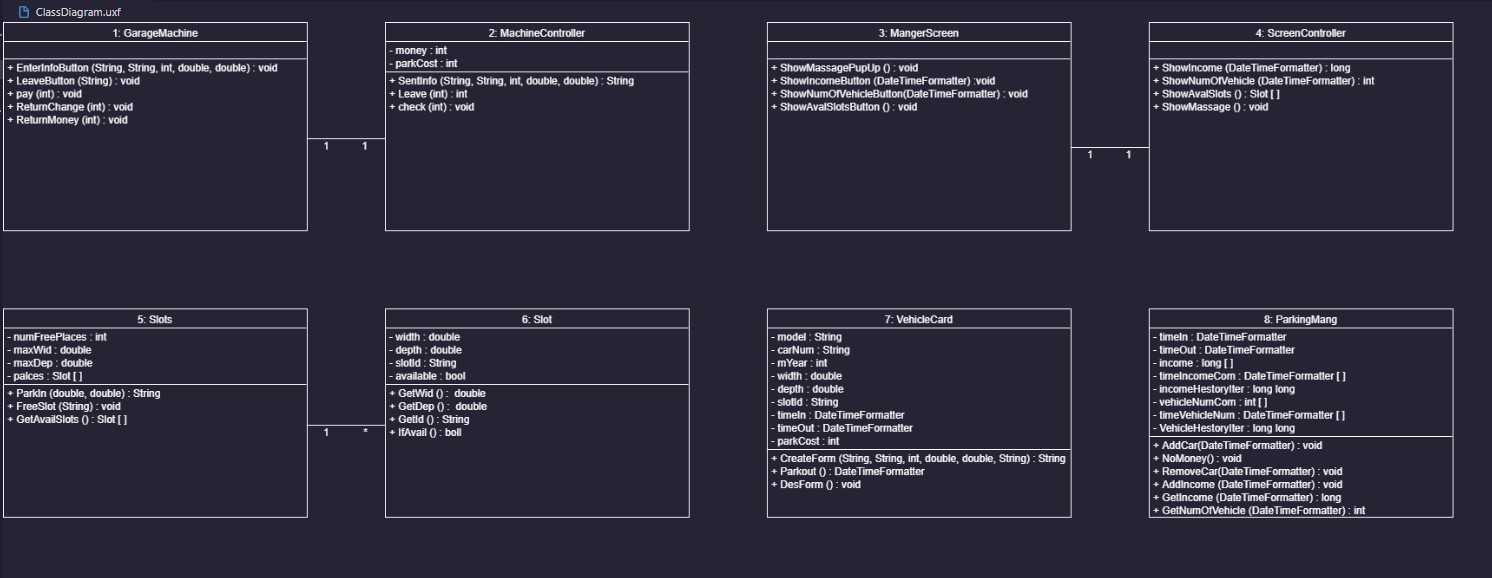 ClassDiagram.uxf
1: GarageMachine
+ EnterInfoButton (String, String, int, double, double) : void
+ LeaveButton (String) : void
+ pay (int) : void
+ ReturnChange (int) : void
+ ReturnMoney (int) : void
1 1
2: MachineController
- money : int
- parkCost : int
+ SentInfo (String, String, int, double, double) : String
+ Leave (int) : int
+ check (int) : void
3: MangerScreen
+ ShowMassagePupUp () : void
+ ShowIncomeButton (DateTimeFormatter) :void
+ ShowNumOfVehicleButton(DateTimeFormatter) : void
+ ShowAvalSlotsButton () : void
1 1
4: ScreenController
+ ShowIncome (DateTimeFormatter) : long
+ ShowNumOfVehicle (DateTimeFormatter) : int
+ ShowAvalSlots () : Slot [ ]
+ ShowMassage () : void
5: Slots
- numFreePlaces : int
- maxWid : double
- maxDep : double
- palces : Slot [ ]
+ ParkIn (double, double) : String
+ FreeSlot (String) : void
+ GetAvailSlots () : Slot [ ]
1 *
6: Slot
- width : double
- depth : double
- slotId : String
- available : bool
+ GetWid () : double
+ GetDep () : double
+ GetId () : String
+ IfAvail () : boll
7: VehicleCard
- model : String
- carNum : String
- mYear : int
- width : double
- depth : double
- slotId : String
- timeIn : DateTimeFormatter
- timeOut : DateTimeFormatter
- parkCost : int
+ CreateForm (String, String, int, double, double, String) : String
+ Parkout () : DateTimeFormatter
+ DesForm () : void
8: ParkingMang
- timeIn : DateTimeFormatter
- timeOut : DateTimeFormatter
- income : long [ ]
- timeIncomeCom : DateTimeFormatter [ ]
- incomeHestoryIter : long long
- vehicleNumCom : int [ ]
- timeVehicleNum : DateTimeFormatter [ ]
- VehicleHestoryIter : long long
+ AddCar(DateTimeFormatter) : void
+ NoMoney() : void
+ RemoveCar(DateTimeFormatter) : void
+ AddIncome (DateTimeFormatter) : void
+ GetIncome (DateTimeFormatter) : long
+ GetNumOfVehicle (DateTimeFormatter) : int